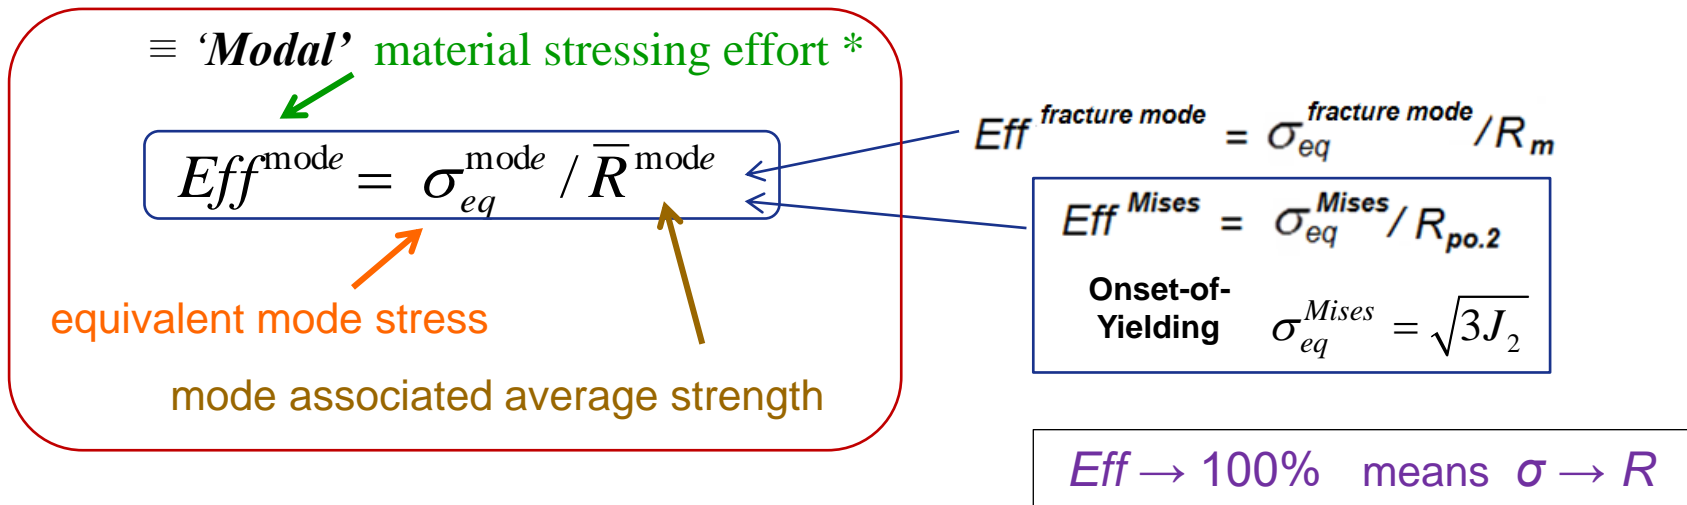 ≡ ‘Modal’ material stressing effort *
Eff^mode = σ_eq^mode / R̅^mode
equivalent mode stress
mode associated average strength
Eff^fracture mode = σ_eq^fracture mode / R_m
Eff^Mises = σ_eq^Mises / R_po.2
Onset-of-
Yielding σ_eq^Mises = √3J_2
Eff → 100% means σ → R